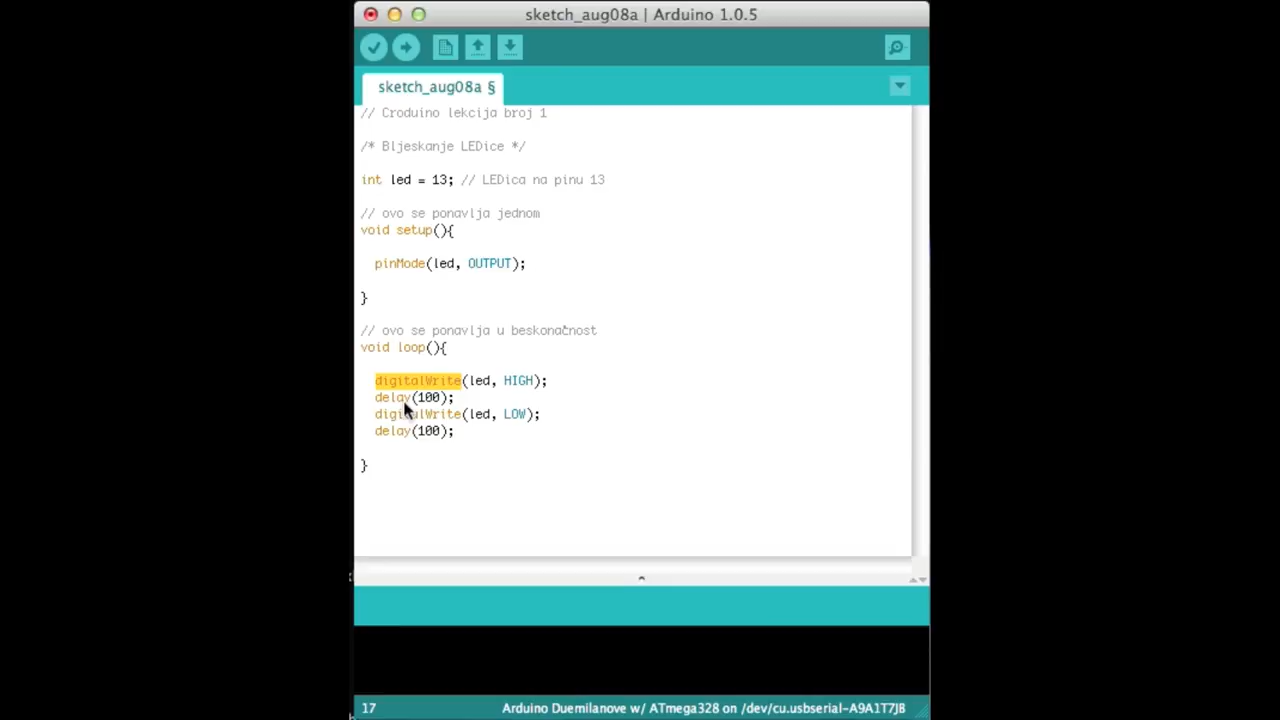 sketch_aug08a | Arduino 1.0.5
sketch_aug08a §
// Croduino lekcija broj 1
/* Bljeskanje LEDice */
int led = 13; // LEDica na pinu 13
// ovo se ponavlja jednom
void setup(){
pinMode(led, OUTPUT);
}
// ovo se ponavlja u beskonačnost
void loop(){
digitalWrite(led, HIGH);
delay(100);
digitalWrite(led, LOW);
delay(100);
}
17
Arduino Duemilanove w/ ATmega328 on /dev/cu.usbserial-A9A1T7J8